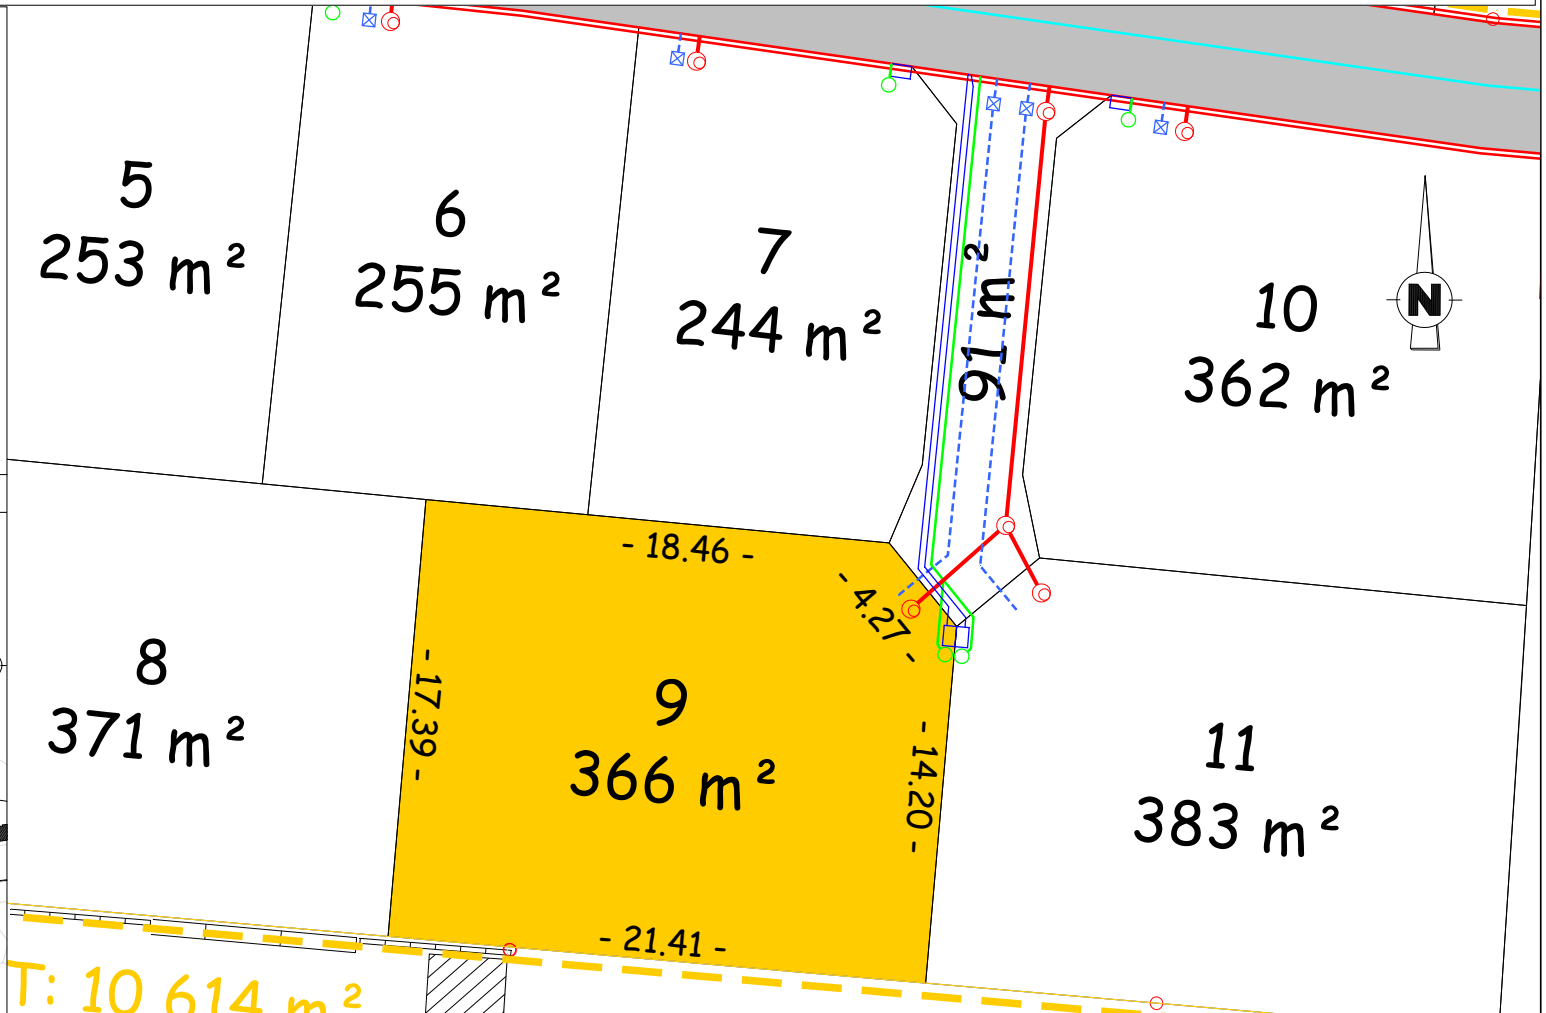 5
253 m²
6
255 m²
7
244 m²
91 m²
10
362 m²
N
- 18.46 -
- 4.27 -
- 17.39 -
8
371 m²
9
366 m²
- 14.20 -
11
383 m²
- 21.41 -
T: 10 614 m²